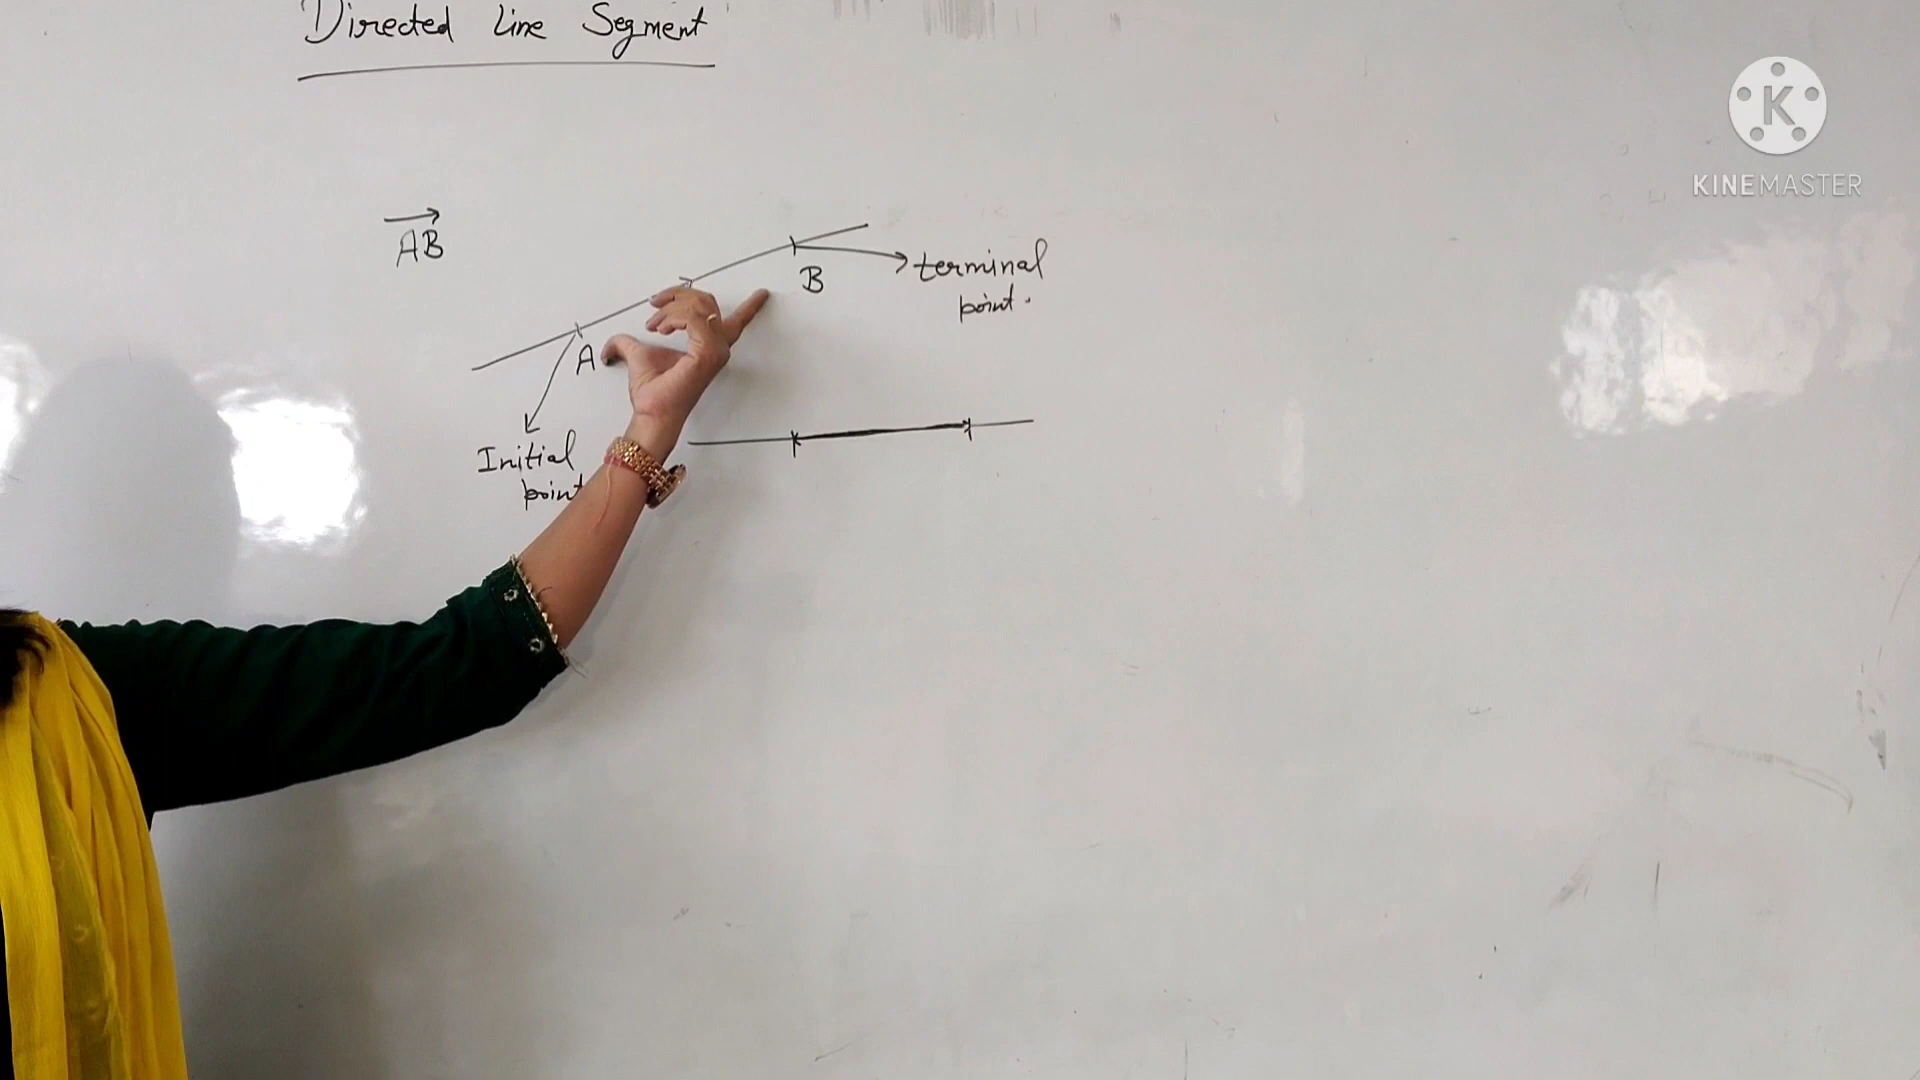 Directed Line Segment
AB
B
terminal
point.
A
Initial
point
K
KINEMASTER